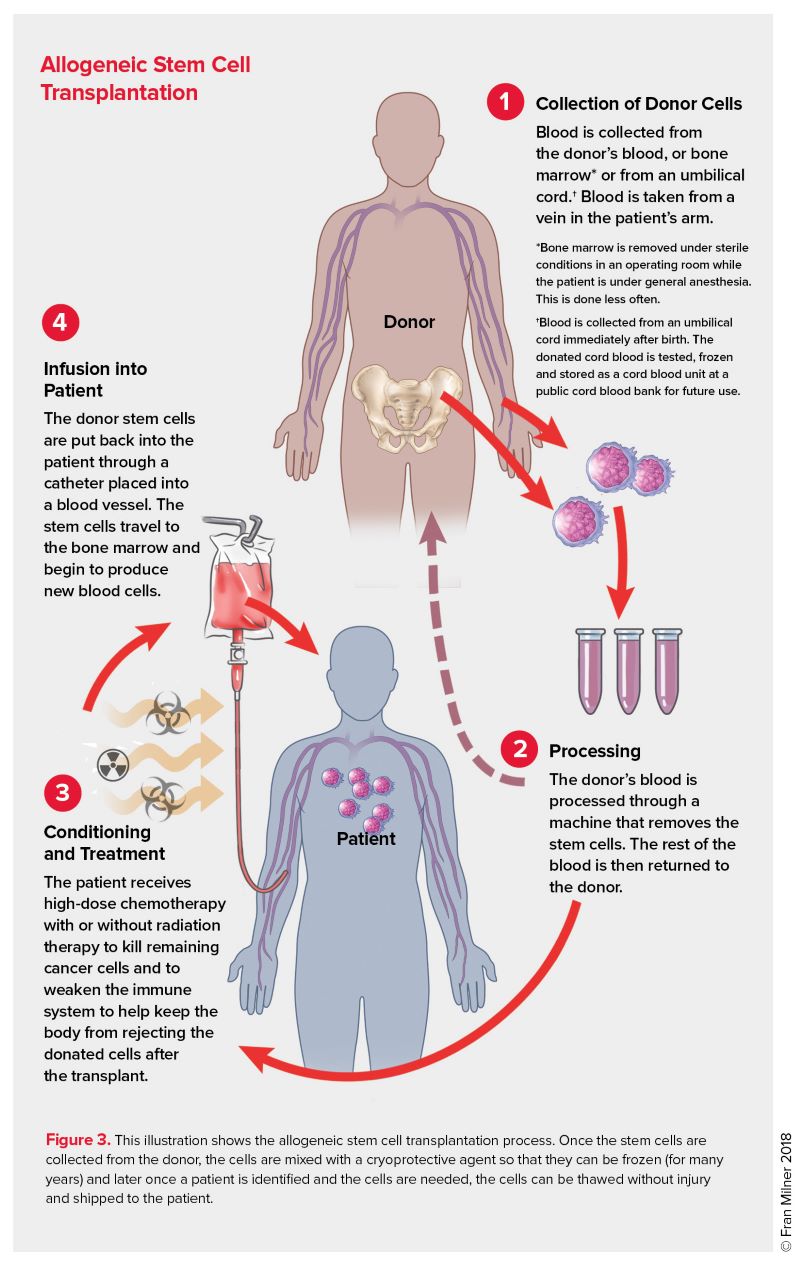 Allogeneic Stem Cell
Transplantation
1
Collection of Donor Cells
Blood is collected from
the donor’s blood, or bone
marrow* or from an umbilical
cord.† Blood is taken from a
vein in the patient’s arm.
*Bone marrow is removed under sterile
conditions in an operating room while
the patient is under general anesthesia.
This is done less often.
†Blood is collected from an umbilical
cord immediately after birth. The
donated cord blood is tested, frozen
and stored as a cord blood unit at a
public cord blood bank for future use.
Donor
2
Processing
The donor’s blood is
processed through a
machine that removes the
stem cells. The rest of the
blood is then returned to
the donor.
3
Conditioning
and Treatment
The patient receives
high-dose chemotherapy
with or without radiation
therapy to kill remaining
cancer cells and to
weaken the immune
system to help keep the
body from rejecting the
donated cells after
the transplant.
4
Infusion into
Patient
The donor stem cells
are put back into the
patient through a
catheter placed into
a blood vessel. The
stem cells travel to
the bone marrow and
begin to produce
new blood cells.
Patient
Figure 3. This illustration shows the allogeneic stem cell transplantation process. Once the stem cells are
collected from the donor, the cells are mixed with a cryoprotective agent so that they can be frozen (for many
years) and later once a patient is identified and the cells are needed, the cells can be thawed without injury
and shipped to the patient.
© Fran Milner 2018